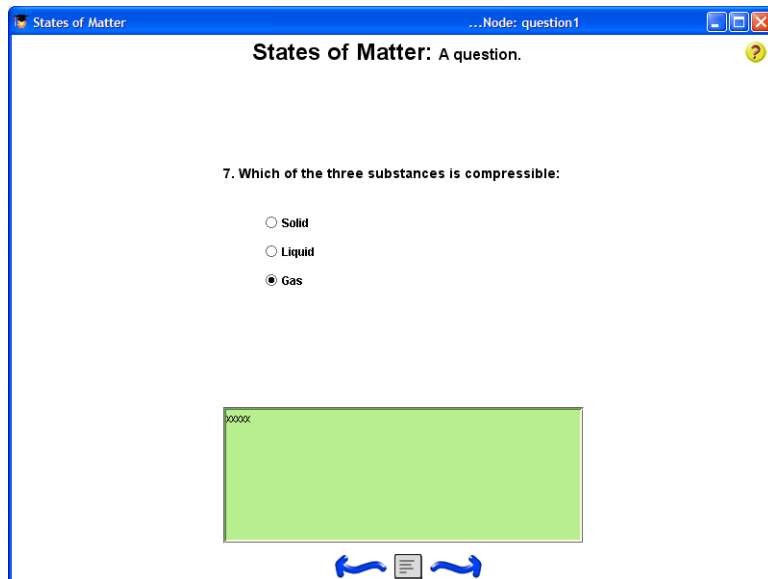 States of Matter ...Node: question1
States of Matter: A question.
?
7. Which of the three substances is compressible:
Solid
Liquid
Gas
xxxxx